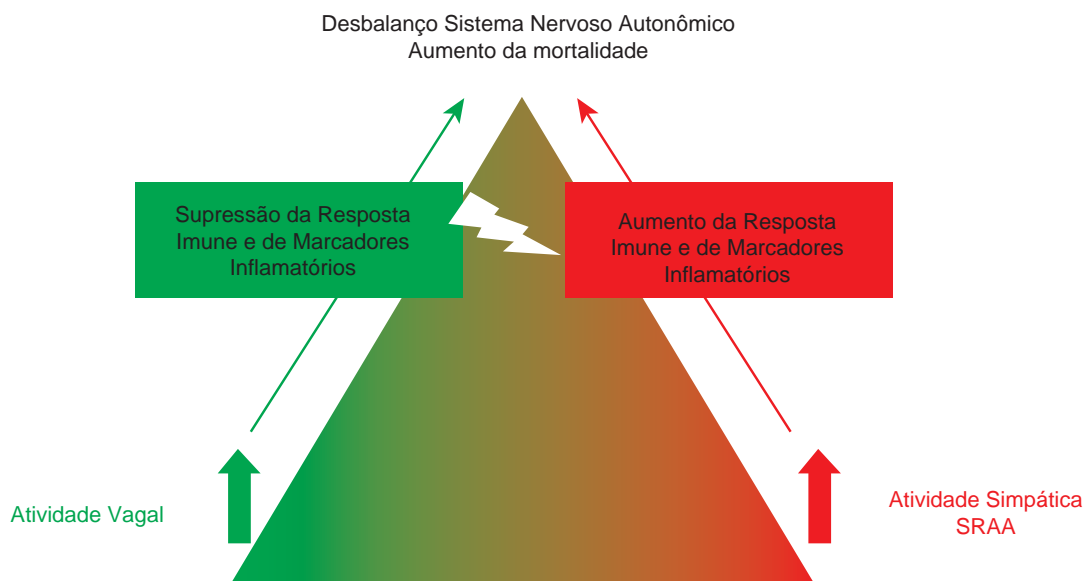 Desbalanço Sistema Nervoso Autonômico
Aumento da mortalidade
Supressão da Resposta
Imune e de Marcadores
Inflamatórios
Aumento da Resposta
Imune e de Marcadores
Inflamatórios
Atividade Vagal
Atividade Simpática
SRAA